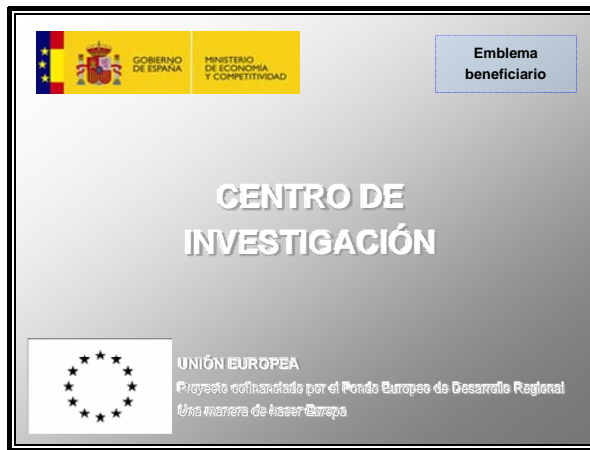 GOBIERNO
DE ESPAÑA
MINISTERIO
DE ECONOMÍA
Y COMPETITIVIDAD
Emblema
beneficiario
CENTRO DE
INVESTIGACIÓN
UNIÓN EUROPEA
Proyecto cofinanciado por el Fondo Europeo de Desarrollo Regional
Una manera de hacer Europa